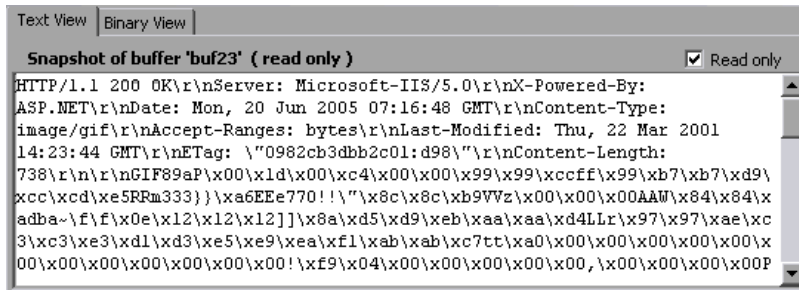 Text View
Binary View
Snapshot of buffer 'buf23' ( read only )
Read only
HTTP/1.1 200 OK\r\nServer: Microsoft-IIS/5.0\r\nX-Powered-By:
ASP.NET\r\nDate: Mon, 20 Jun 2005 07:16:48 GMT\r\nContent-Type:
image/gif\r\nAccept-Ranges: bytes\r\nLast-Modified: Thu, 22 Mar 2001
14:23:44 GMT\r\nETag: \"0982cb3dbb2c01:d98\"\r\nContent-Length:
738\r\n\r\nGIF89aP\x00\x1d\x00\xc4\x00\x00\x99\x99\xccff\x99\xb7\xb7\xd9\
xcc\xcd\xe5RRm333}}\xa6EEe770!!\"\x8c\x8c\xb9VVz\x00\x00\x00AAW\x84\x84\x
adba~\f\f\x0e\x12\x12\x12]]\x8a\xd5\xd9\xeb\xaa\xaa\xd4LLr\x97\x97\xae\xc
3\xc3\xe3\xd1\xd3\xe5\xe9\xea\xf1\xab\xab\xc7tt\xa0\x00\x00\x00\x00\x00\x
00\x00\x00\x00\x00\x00\x00!\xf9\x04\x00\x00\x00\x00\x00,\x00\x00\x00\x00P